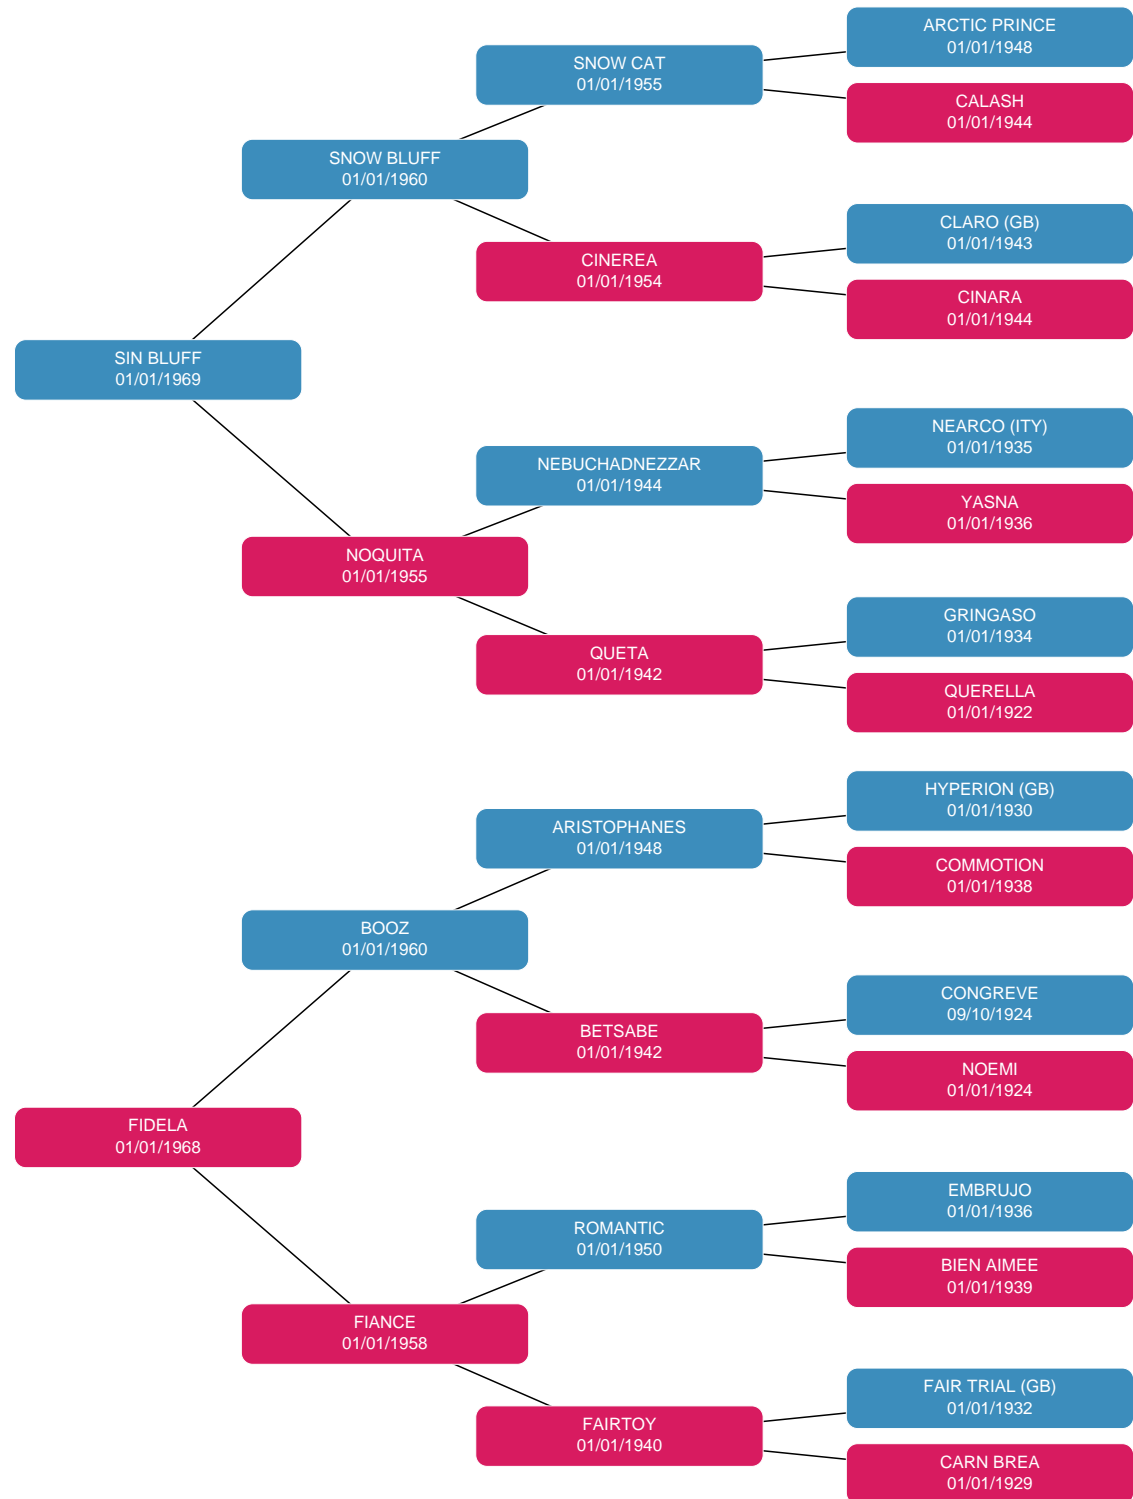 ARCTIC PRINCE
01/01/1948
SNOW CAT
01/01/1955
CALASH
01/01/1944
SNOW BLUFF
01/01/1960
CLARO (GB)
01/01/1943
CINEREA
01/01/1954
CINARA
01/01/1944
SIN BLUFF
01/01/1969
NEARCO (ITY)
01/01/1935
NEBUCHADNEZZAR
01/01/1944
YASNA
01/01/1936
NOQUITA
01/01/1955
GRINGASO
01/01/1934
QUETA
01/01/1942
QUERELLA
01/01/1922
HYPERION (GB)
01/01/1930
ARISTOPHANES
01/01/1948
COMMOTION
01/01/1938
BOOZ
01/01/1960
CONGREVE
09/10/1924
BETSABE
01/01/1942
NOEMI
01/01/1924
FIDELA
01/01/1968
EMBRUJO
01/01/1936
ROMANTIC
01/01/1950
BIEN AIMEE
01/01/1939
FIANCE
01/01/1958
FAIR TRIAL (GB)
01/01/1932
FAIRTOY
01/01/1940
CARN BREA
01/01/1929